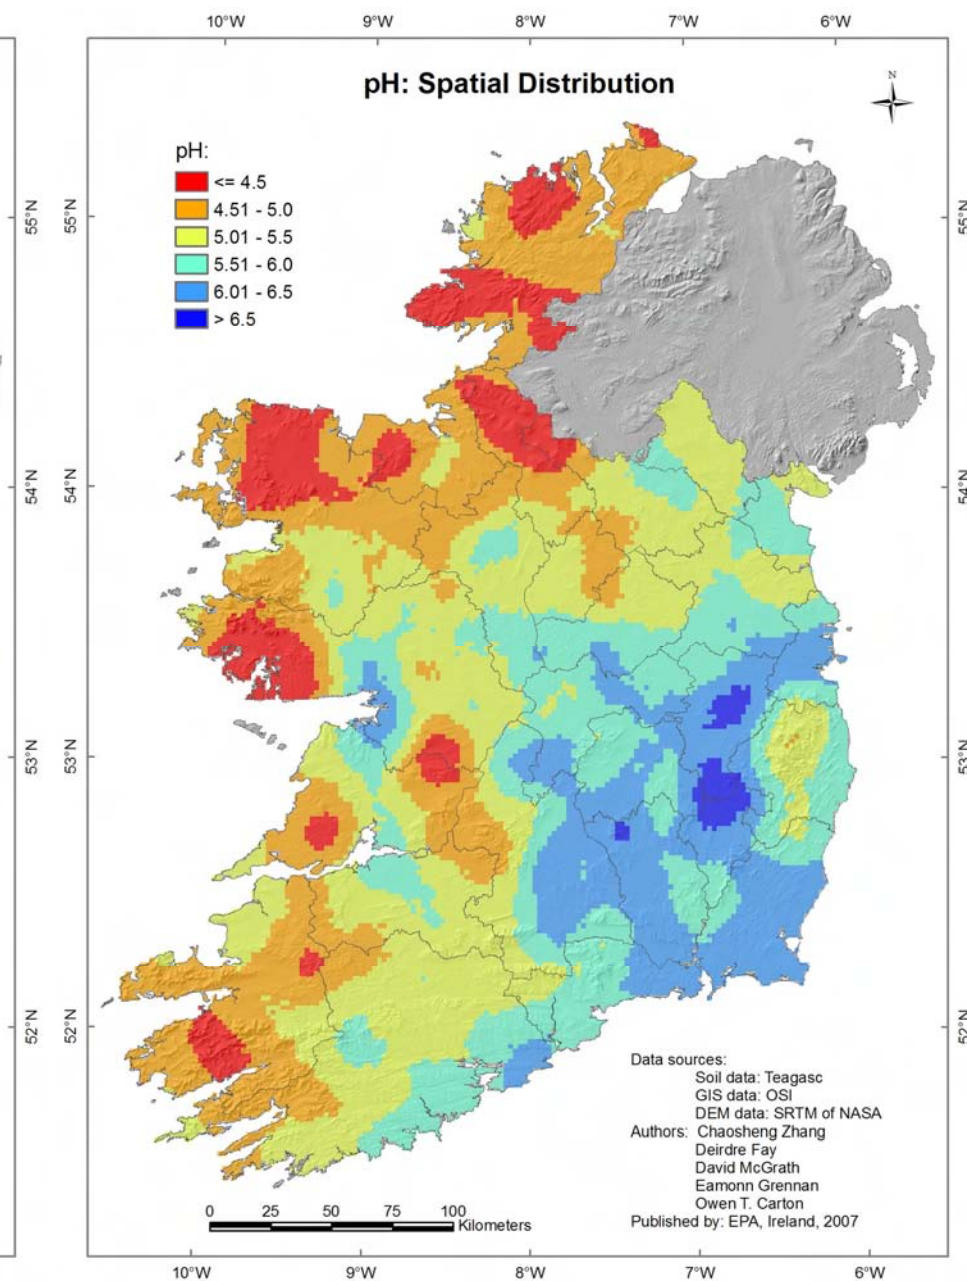 10°W 9°W 8°W 7°W 6°W
pH: Spatial Distribution
N
pH:
<= 4.5
4.51 - 5.0
5.01 - 5.5
5.51 - 6.0
6.01 - 6.5
> 6.5
55°N 55°N 55°N
54°N 54°N 54°N
53°N 53°N 53°N
52°N 52°N 52°N
Data sources:
Soil data: Teagasc
GIS data: OSI
DEM data: SRTM of NASA
Authors: Chaosheng Zhang
Deirdre Fay
David McGrath
Eamonn Grennan
Owen T. Carton
Published by: EPA, Ireland, 2007
0 25 50 75 100
Kilometers
10°W 9°W 8°W 7°W 6°W